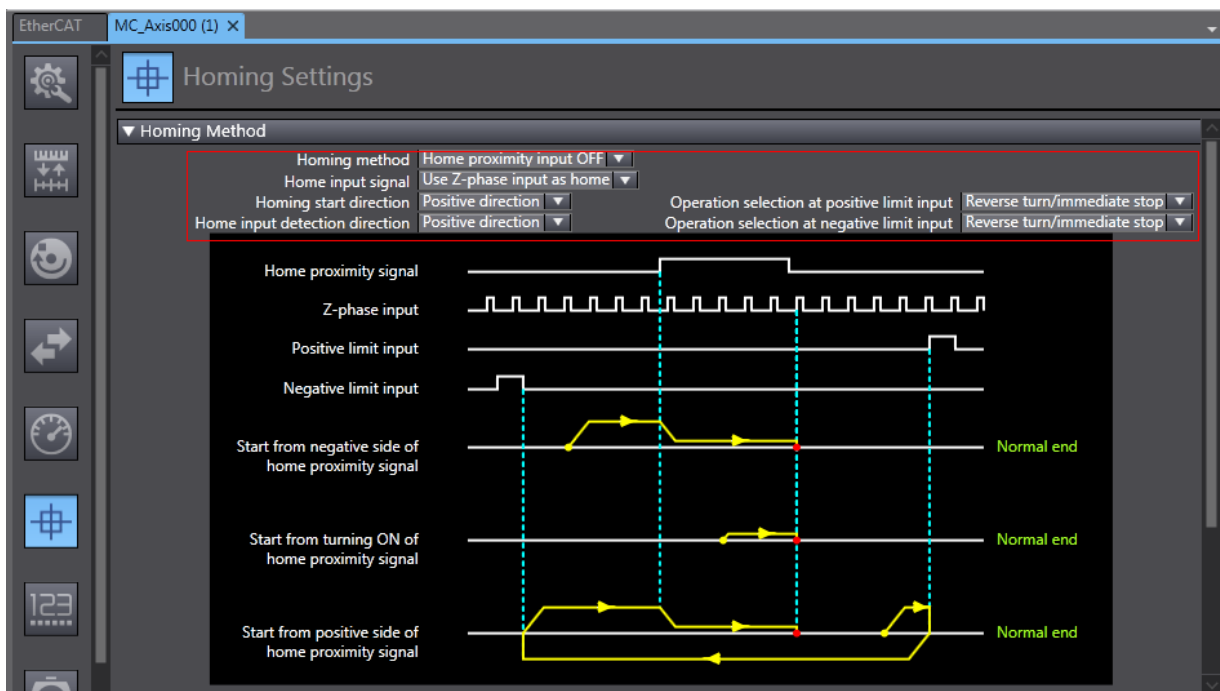 EtherCAT MC_Axis000 (1) ×
Homing Settings
▼ Homing Method
Homing method Home proximity input OFF ▼
Home input signal Use Z-phase input as home ▼
Homing start direction Positive direction ▼ Operation selection at positive limit input Reverse turn/immediate stop ▼
Home input detection direction Positive direction ▼ Operation selection at negative limit input Reverse turn/immediate stop ▼
Home proximity signal
Z-phase input
Positive limit input
Negative limit input
Start from negative side of
home proximity signal
Normal end
Start from turning ON of
home proximity signal
Normal end
123
Start from positive side of
home proximity signal
Normal end